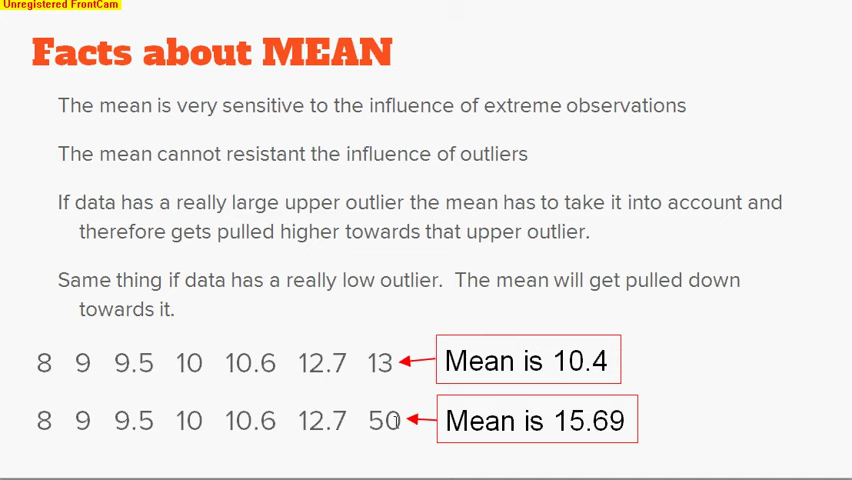 Unregistered FrontCam
Facts about MEAN
The mean is very sensitive to the influence of extreme observations
The mean cannot resistant the influence of outliers
If data has a really large upper outlier the mean has to take it into account and
therefore gets pulled higher towards that upper outlier.
Same thing if data has a really low outlier. The mean will get pulled down
towards it.
8 9 9.5 10 10.6 12.7 13 Mean is 10.4
8 9 9.5 10 10.6 12.7 50 Mean is 15.69